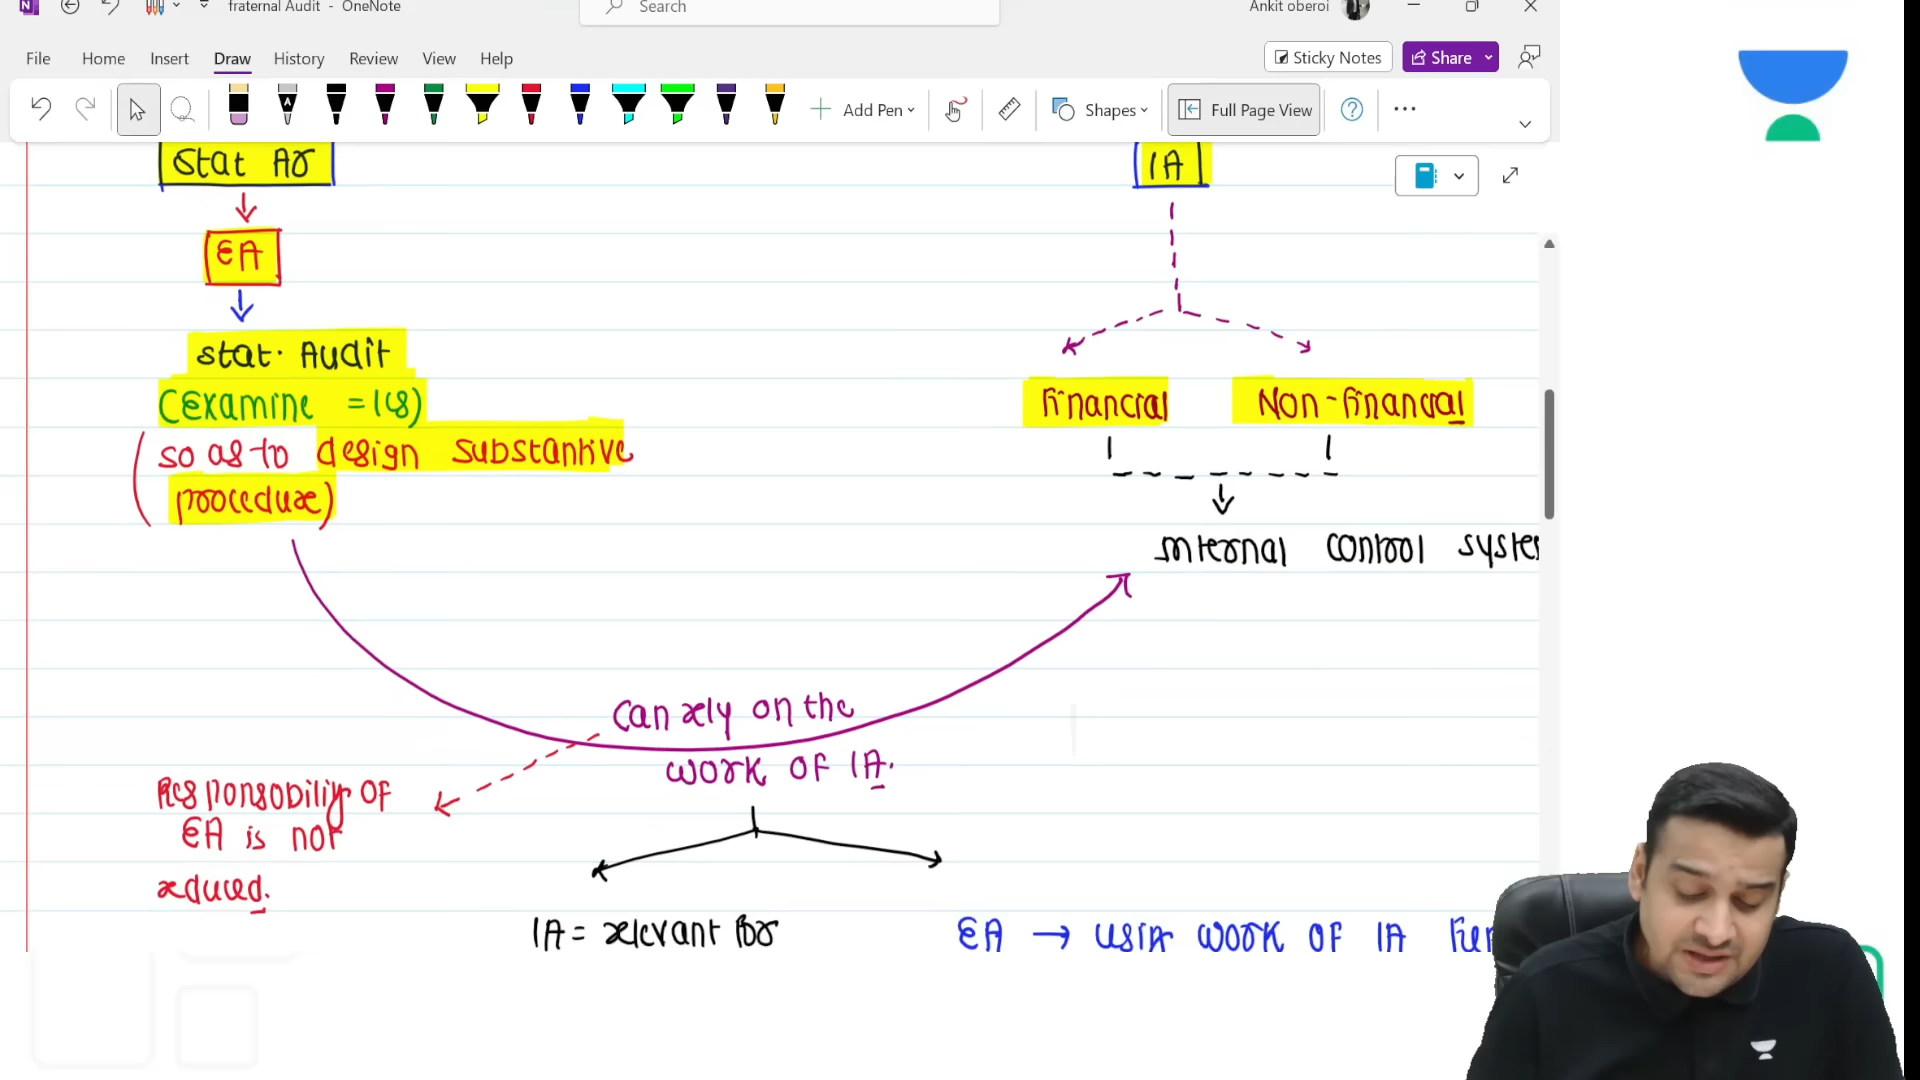 fraternal Audit - OneNote
Search
Ankit oberoi
File Home Insert Draw History Review View Help
Sticky Notes
Share
A
Add Pen
Shapes
Full Page View
Stat Ar
IA
EA
Stat. Audit
(examine = ICS)
so as to design substantive
procedure)
Financial
Non-financial
Internal control system
can rely on the
work of IA.
Responsobility of
EA is not
reduced.
IA = relevant for
EA → using work of IA